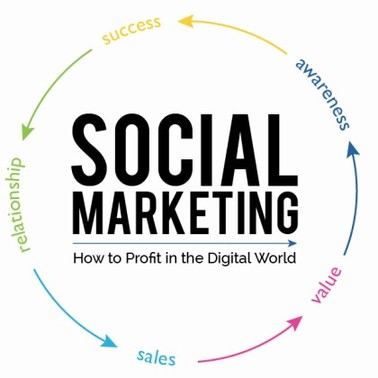 success
awareness
SOCIAL
MARKETING
How to Profit in the Digital World
relationship
value
sales